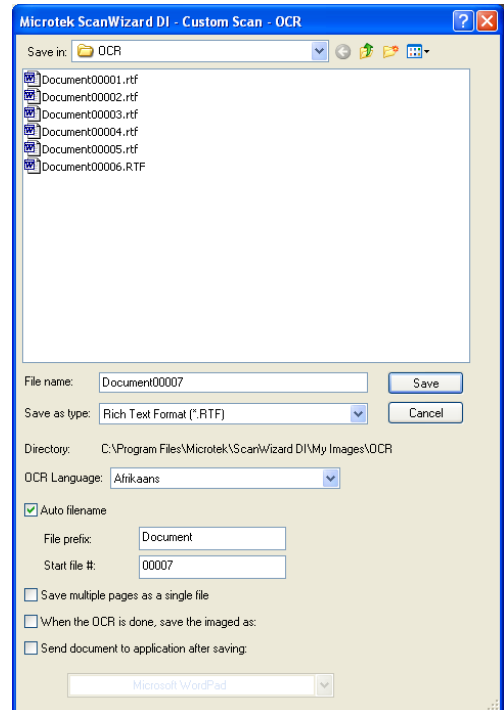 Microtek ScanWizard DI - Custom Scan - OCR
Save in: OCR
Document00001.rtf
Document00002.rtf
Document00003.rtf
Document00004.rtf
Document00005.rtf
Document00006.RTF
File name: Document00007 Save
Save as type: Rich Text Format (*.RTF) Cancel
Directory: C:\Program Files\Microtek\ScanWizard DI\My Images\OCR
OCR Language: Afrikaans
Auto filename
File prefix: Document
Start file #: 00007
Save multiple pages as a single file
When the OCR is done, save the imaged as:
Send document to application after saving:
Microsoft WordPad